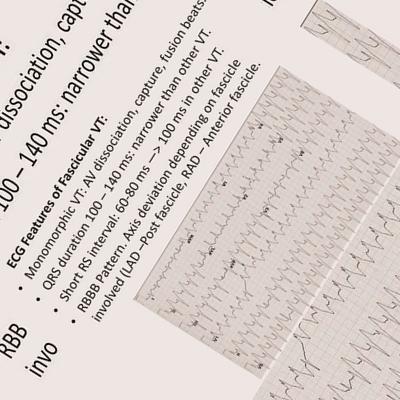 dissociation, capt
100 – 140 ms: narrower than
RBB
invo
ECG Features of Fascicular VT:
• Monomorphic VT: AV dissociation, capture, fusion beats.
• QRS duration 100 – 140 ms: narrower than other VT.
• Short RS interval: 60-80 ms —> 100 ms in other VT.
• RBBB Pattern. Axis deviation depending on fascicle
involved (LAD -Post fascicle, RAD – Anterior fascicle.